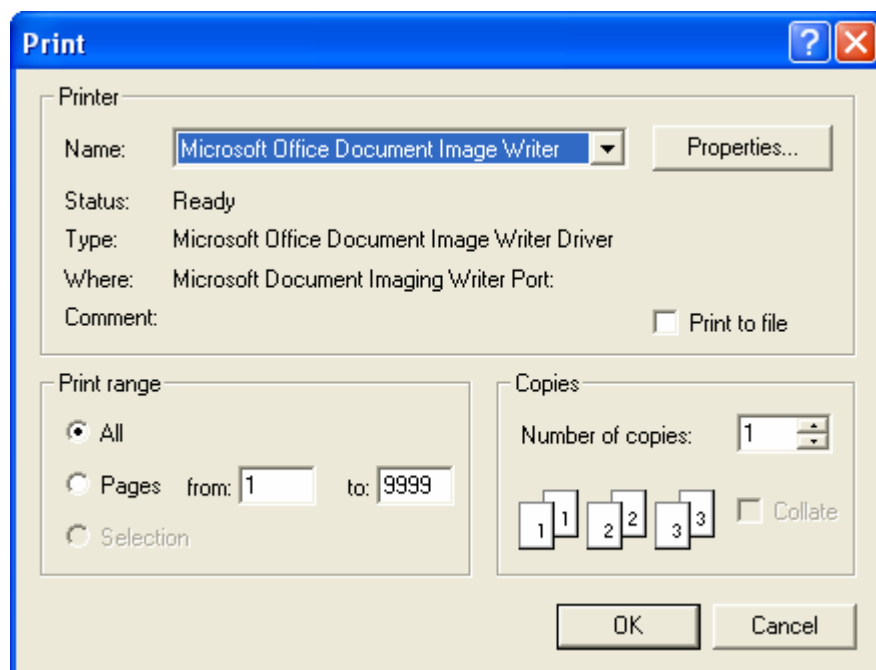 Print
Printer
Name: Microsoft Office Document Image Writer Properties...
Status: Ready
Type: Microsoft Office Document Image Writer Driver
Where: Microsoft Document Imaging Writer Port:
Comment: Print to file
Print range
All
Pages from: 1 to: 9999
Selection
Copies
Number of copies: 1
1 1 2 2 3 3 Collate
OK Cancel